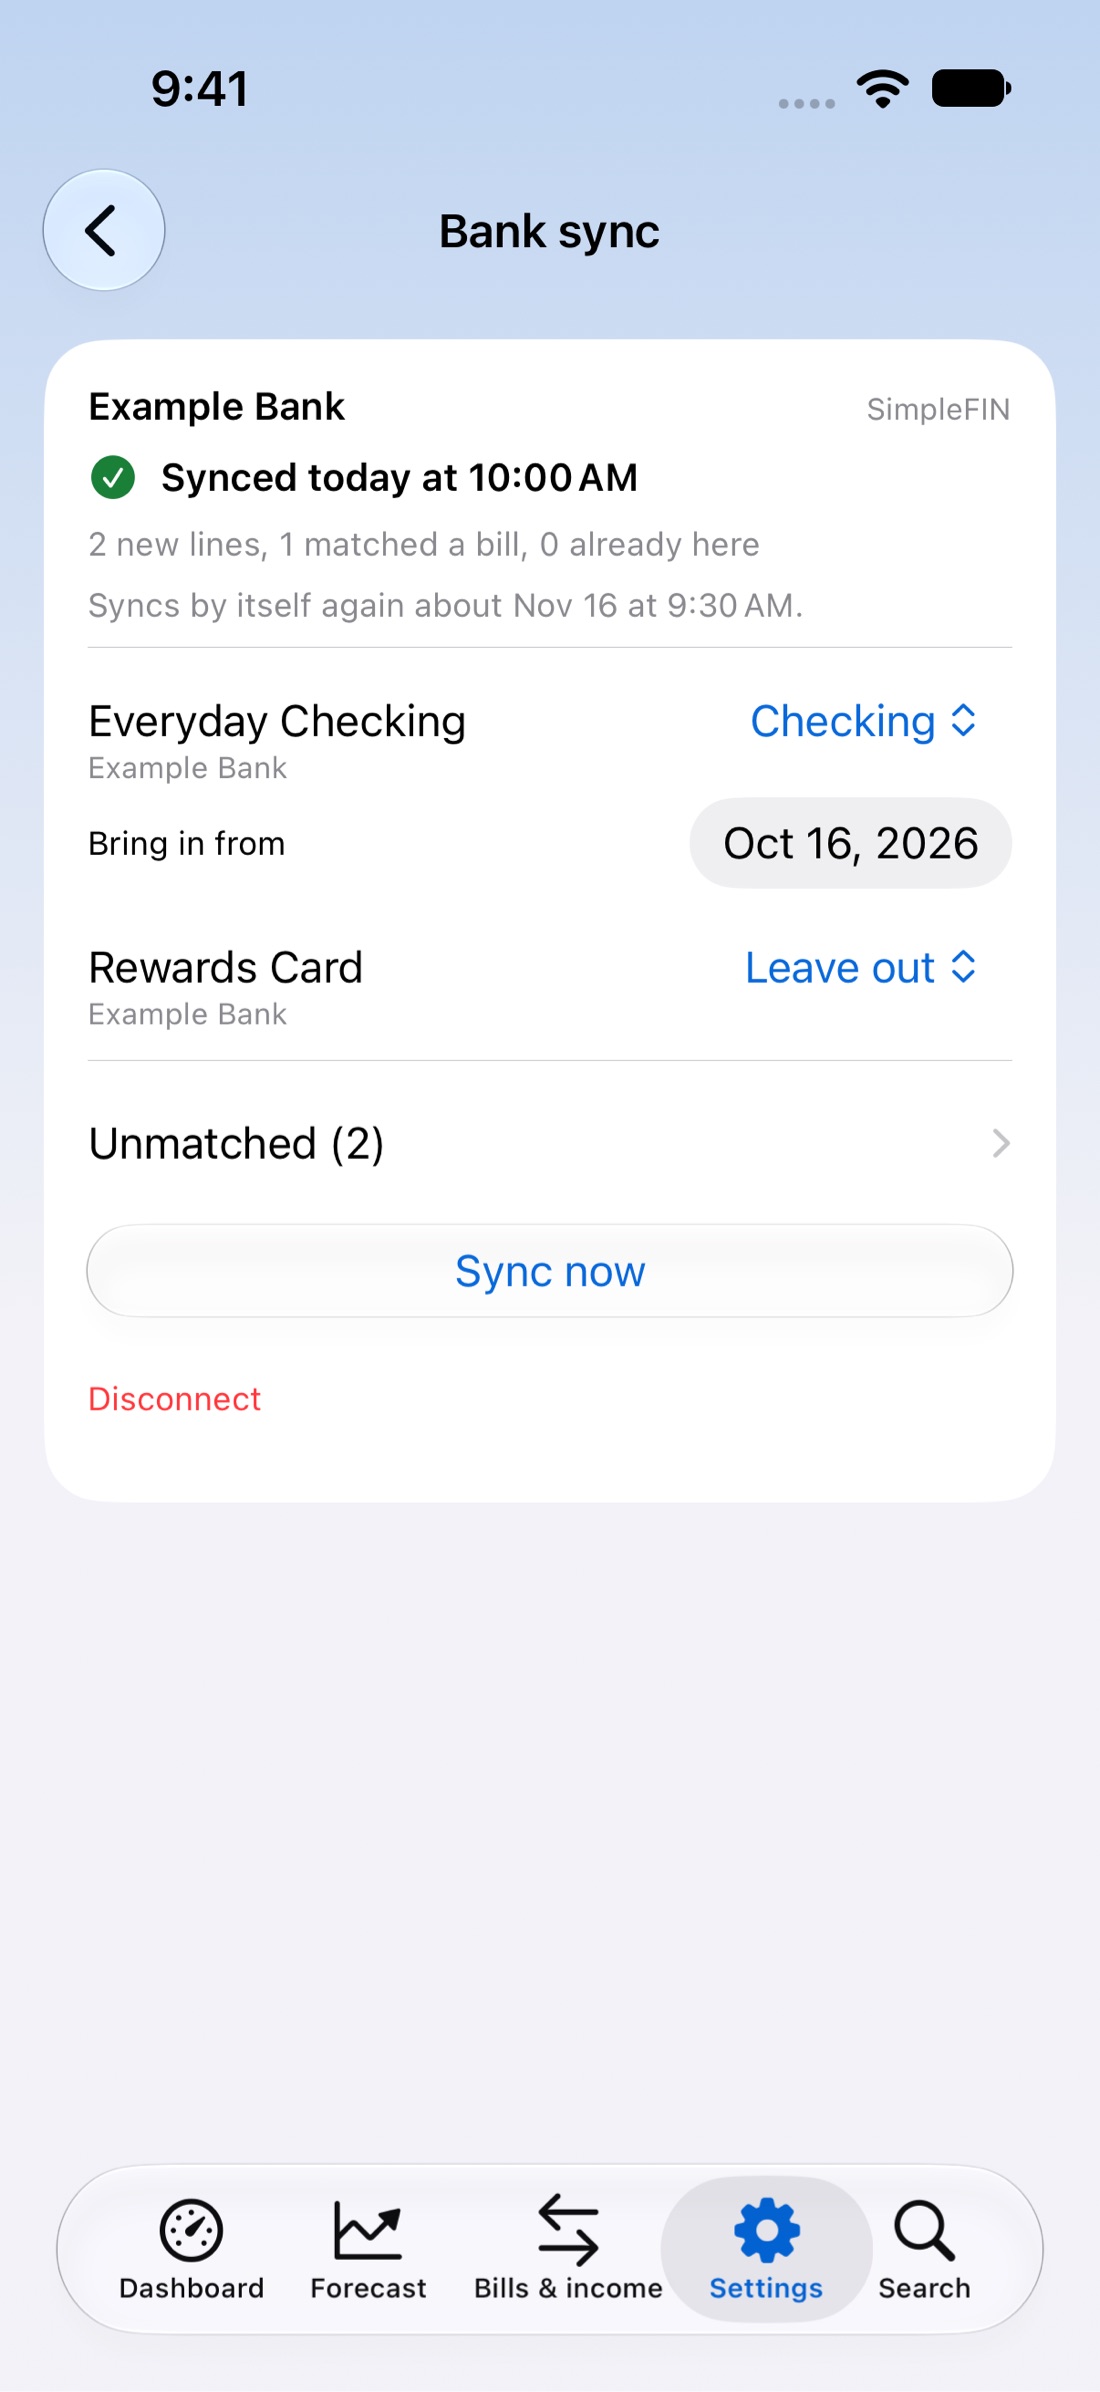 9:41
Bank sync
Example Bank
SimpleFIN
Synced today at 10:00 AM
2 new lines, 1 matched a bill, 0 already here
Syncs by itself again about Nov 16 at 9:30 AM.
Everyday Checking
Checking
Example Bank
Bring in from
Oct 16, 2026
Rewards Card
Leave out
Example Bank
Unmatched (2)
Sync now
Disconnect
Dashboard
Forecast
Bills & income
Settings
Search